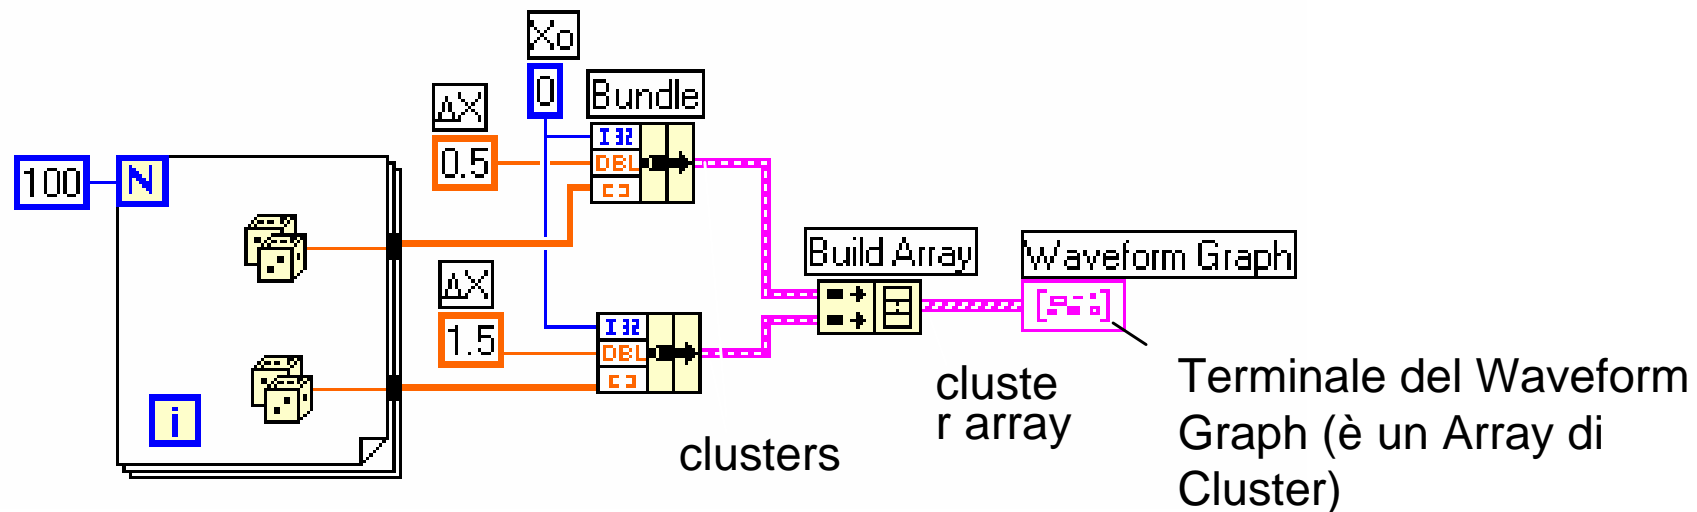 Xo
0
Bundle
ΔX
I32
0.5
DBL
[ ]
100
N
Build Array
Waveform Graph
ΔX
1.5
I32
DBL
[ ]
i
cluste
r array
clusters
Terminale del Waveform
Graph (è un Array di
Cluster)